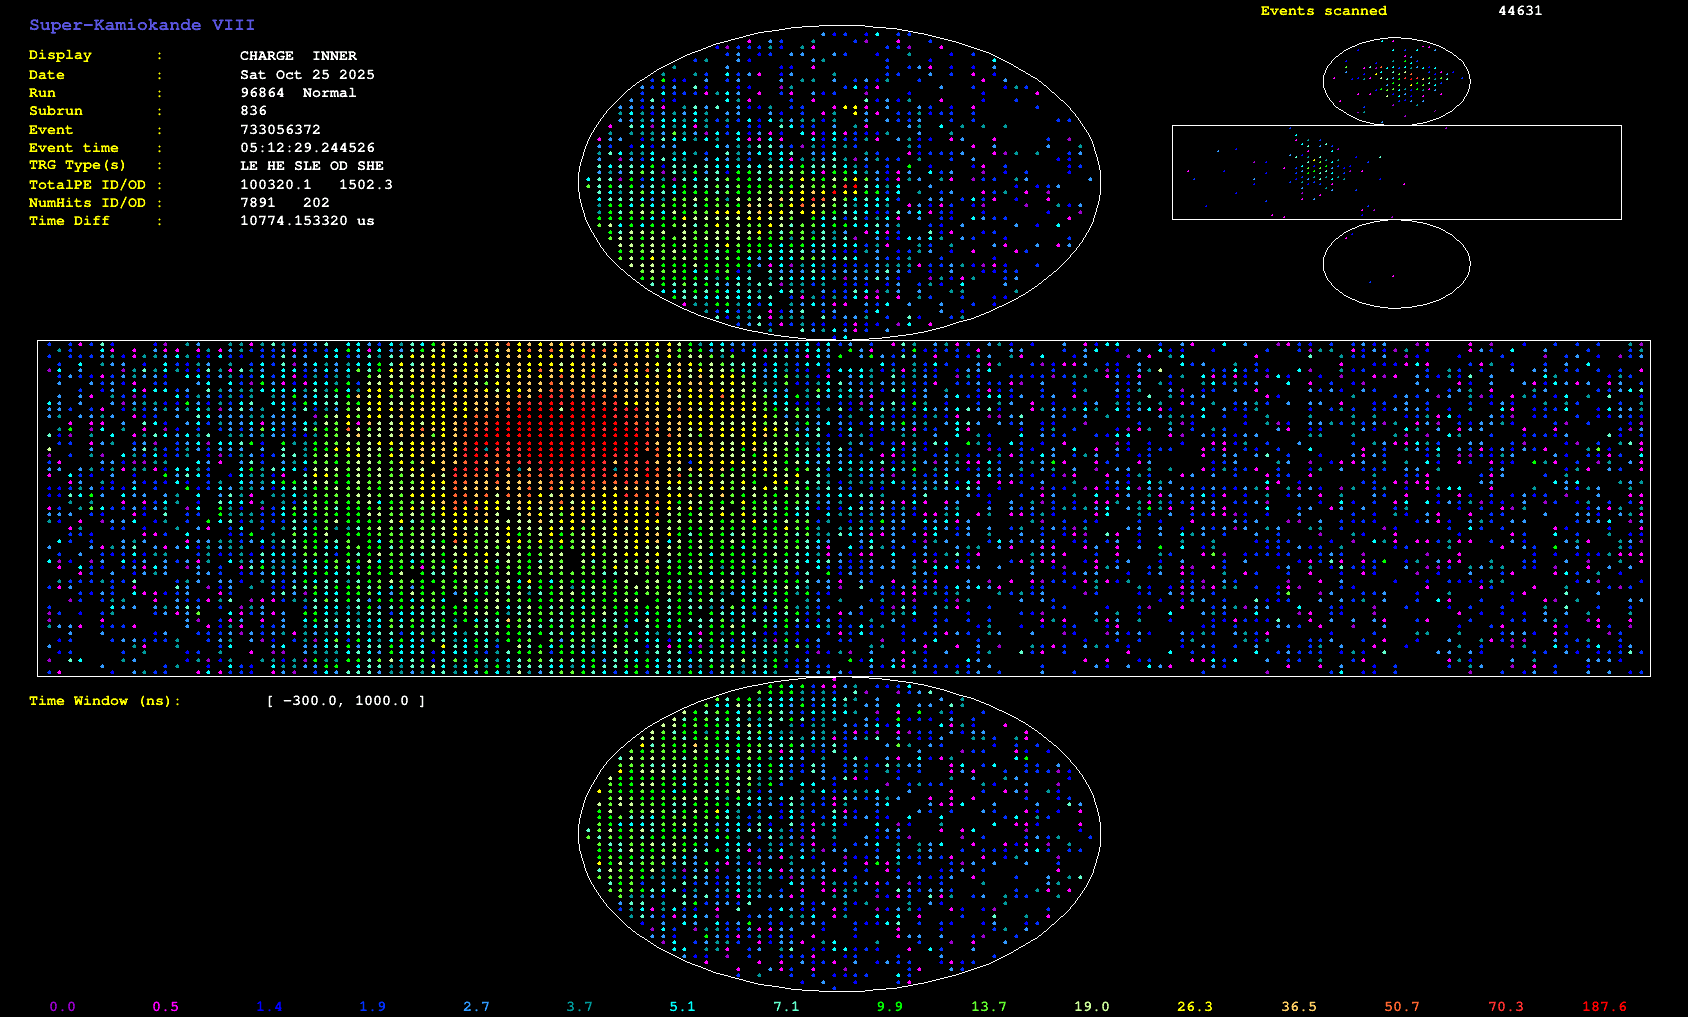 Super-Kamiokande VIII
Events scanned 44631
Display : CHARGE INNER
Date : Sat Oct 25 2025
Run : 96864 Normal
Subrun : 836
Event : 733056372
Event time : 05:12:29.244526
TRG Type(s) : LE HE SLE OD SHE
TotalPE ID/OD : 100320.1 1502.3
NumHits ID/OD : 7891 202
Time Diff : 10774.153320 us
Time Window (ns): [ -300.0, 1000.0 ]
0.0 0.5 1.4 1.9 2.7 3.7 5.1 7.1 9.9 13.7 19.0 26.3 36.5 50.7 70.3 187.6